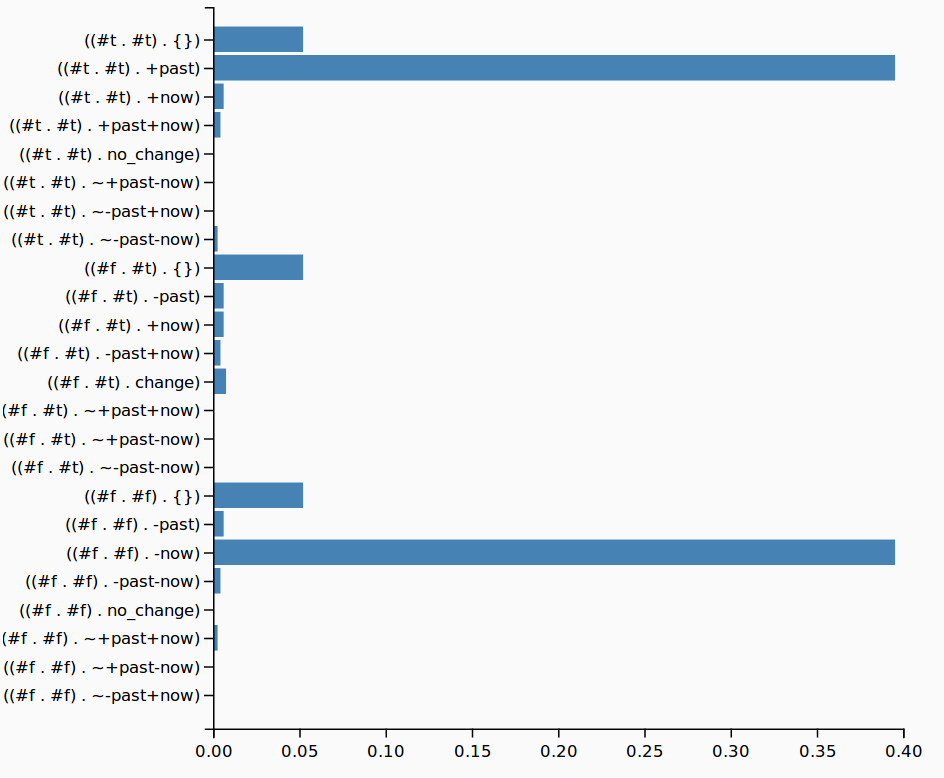 ((#t . #t) . {})
((#t . #t) . +past)
((#t . #t) . +now)
((#t . #t) . +past+now)
((#t . #t) . no_change)
((#t . #t) . ~+past-now)
((#t . #t) . ~-past+now)
((#t . #t) . ~-past-now)
((#f . #t) . {})
((#f . #t) . -past)
((#f . #t) . +now)
((#f . #t) . -past+now)
((#f . #t) . change)
(#f . #t) . ~+past+now)
((#f . #t) . ~+past-now)
((#f . #t) . ~-past-now)
((#f . #f) . {})
((#f . #f) . -past)
((#f . #f) . -now)
((#f . #f) . -past-now)
((#f . #f) . no_change)
(#f . #f) . ~+past+now)
((#f . #f) . ~+past-now)
((#f . #f) . ~-past+now)
0.00 0.05 0.10 0.15 0.20 0.25 0.30 0.35 0.40